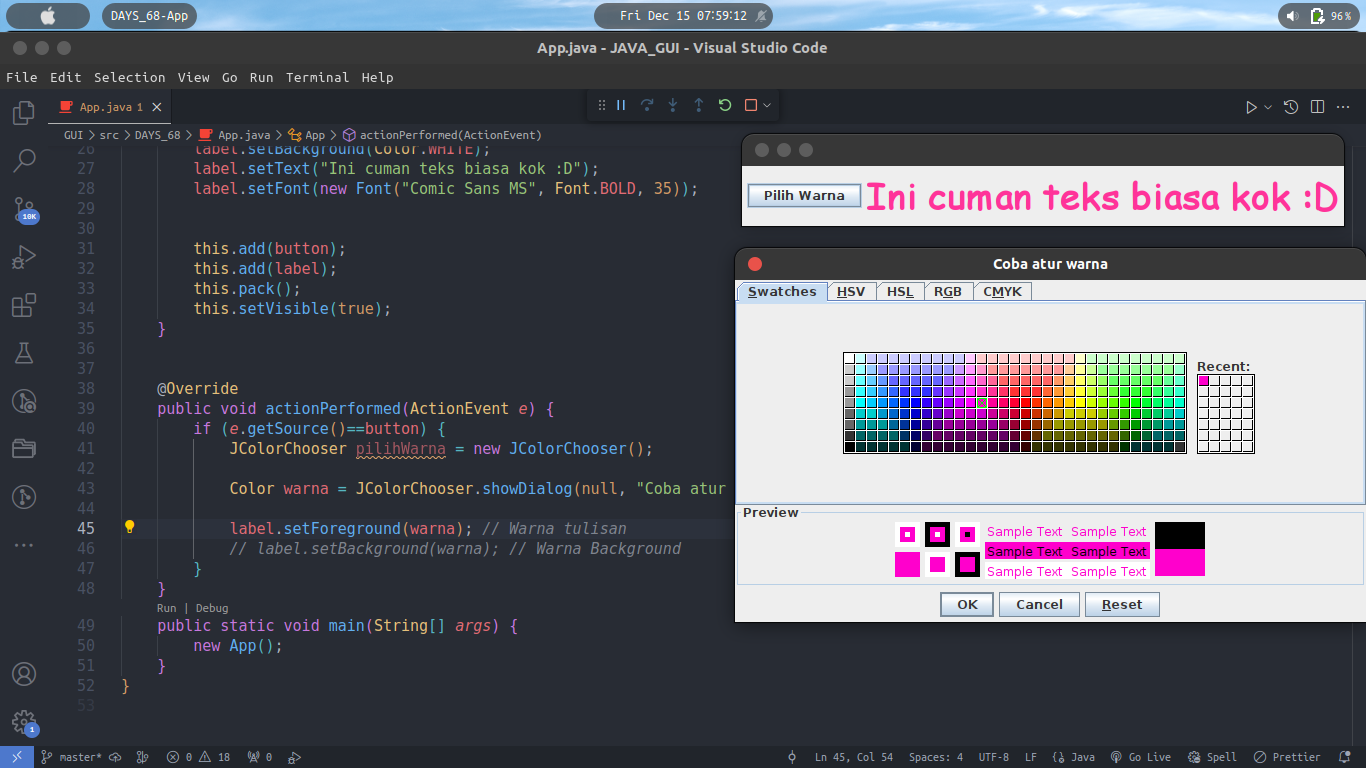 DAYS_68-App
Fri Dec 15 07:59:12
96%
App.java - JAVA_GUI - Visual Studio Code
File Edit Selection View Go Run Terminal Help
App.java 1
GUI > src > DAYS_68 > App.java > App > actionPerformed(ActionEvent)
26 label.setBackground(Color.WHITE);
27 label.setText("Ini cuman teks biasa kok :D");
28 label.setFont(new Font("Comic Sans MS", Font.BOLD, 35));
29
30
31 this.add(button);
32 this.add(label);
33 this.pack();
34 this.setVisible(true);
35 }
36
37
38 @Override
39 public void actionPerformed(ActionEvent e) {
40 if (e.getSource()==button) {
41 JColorChooser pilihWarna = new JColorChooser();
42
43 Color warna = JColorChooser.showDialog(null, "Coba atur
44
45 label.setForeground(warna); // Warna tulisan
46 // label.setBackground(warna); // Warna Background
47 }
48 }
Run | Debug
49 public static void main(String[] args) {
50 new App();
51 }
52 }
53
10K
1
Pilih Warna Ini cuman teks biasa kok :D
Coba atur warna
Swatches HSV HSL RGB CMYK
Recent:
Preview
Sample Text Sample Text
Sample Text Sample Text
Sample Text Sample Text
OK Cancel Reset
master* 0 18 0 Ln 45, Col 54 Spaces: 4 UTF-8 LF {} Java Go Live Spell Prettier